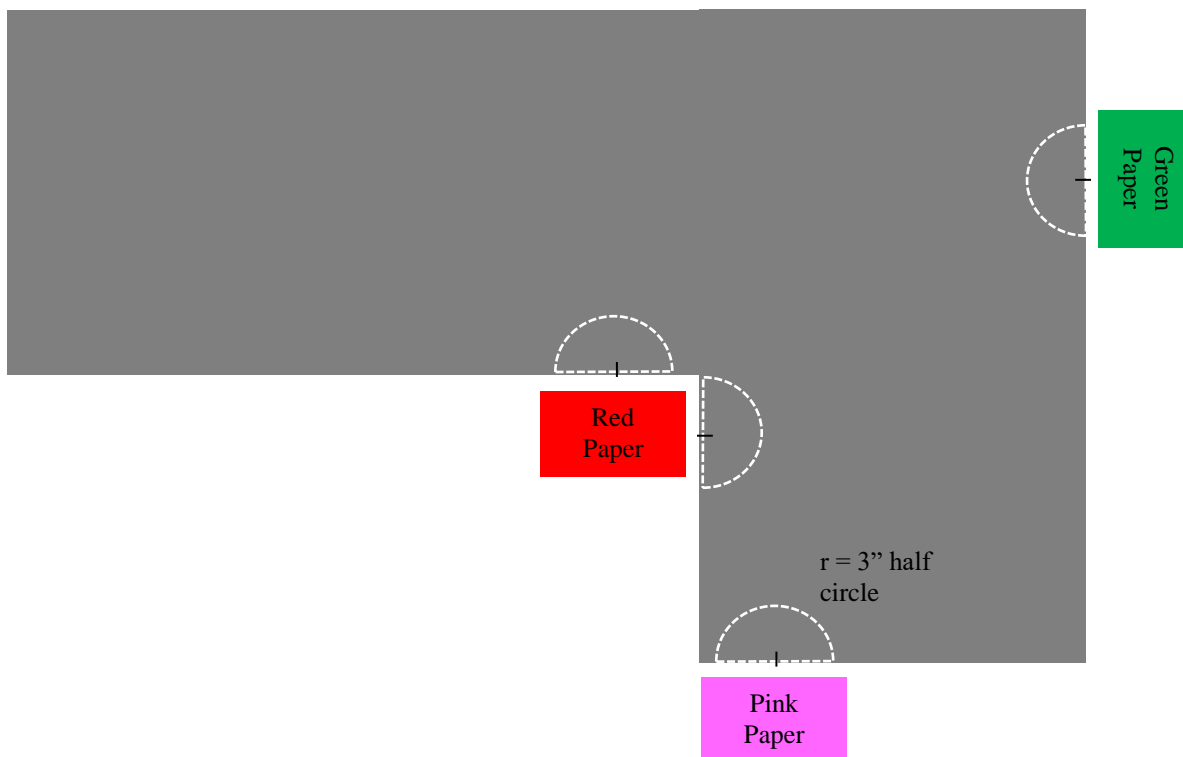 Green
Paper
Red
Paper
r = 3” half
circle
Pink
Paper